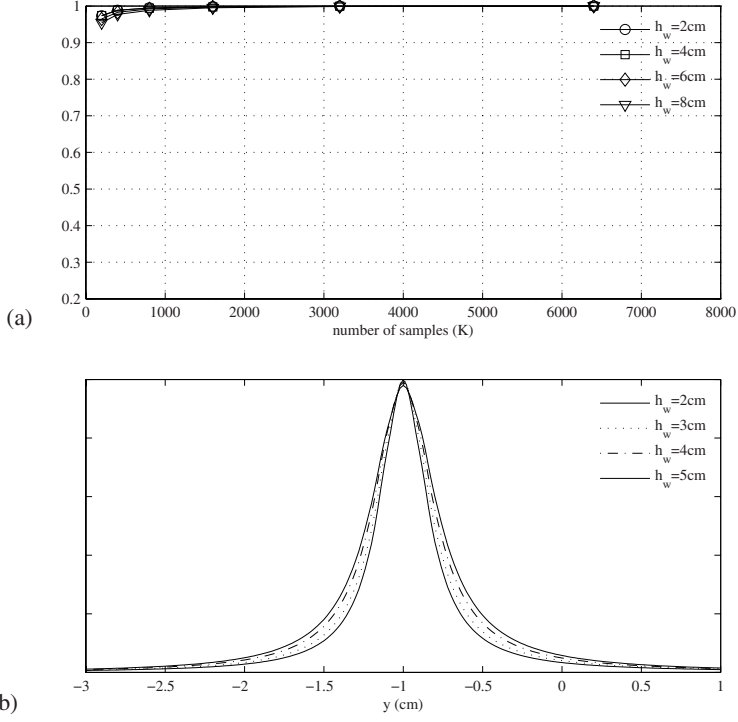 1
0.9
0.8
0.7
0.6
0.5
0.4
0.3
0.2
0 1000 2000 3000 4000 5000 6000 7000 8000
number of samples (K)
h_w=2cm
h_w=4cm
h_w=6cm
h_w=8cm
(a)
h_w=2cm
h_w=3cm
h_w=4cm
h_w=5cm
−3 −2.5 −2 −1.5 −1 −0.5 0 0.5 1
y (cm)
b)